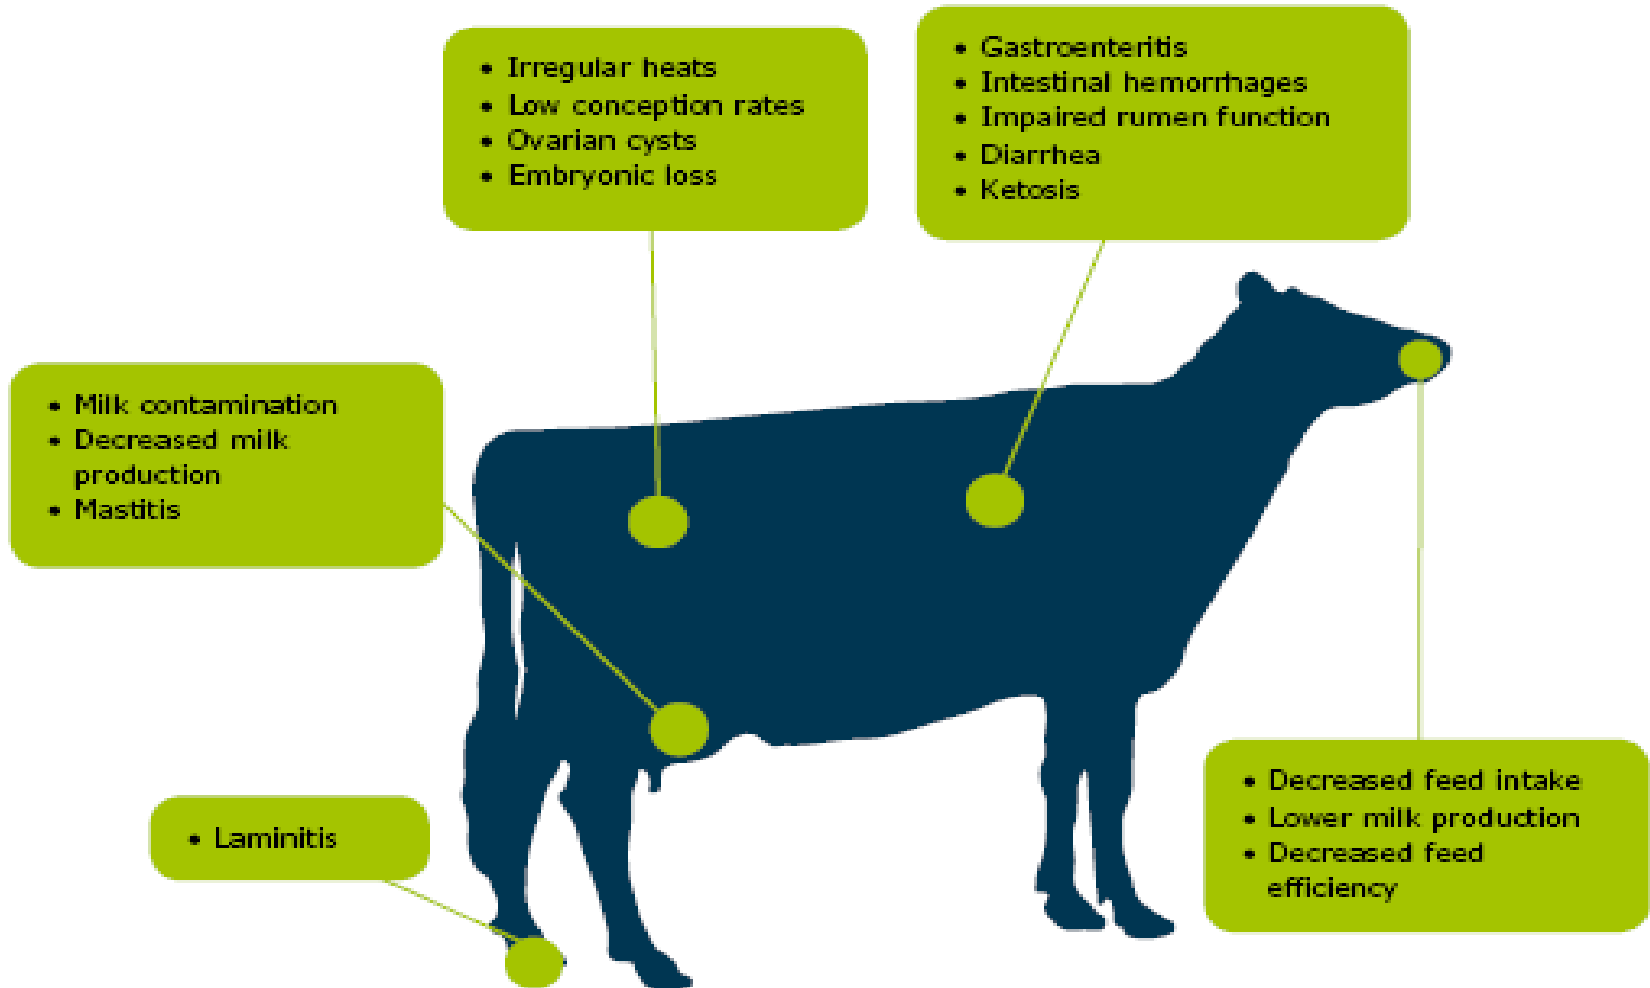 • Irregular heats
• Low conception rates
• Ovarian cysts
• Embryonic loss
• Gastroenteritis
• Intestinal hemorrhages
• Impaired rumen function
• Diarrhea
• Ketosis
• Milk contamination
• Decreased milk
production
• Mastitis
• Laminitis
• Decreased feed intake
• Lower milk production
• Decreased feed
efficiency